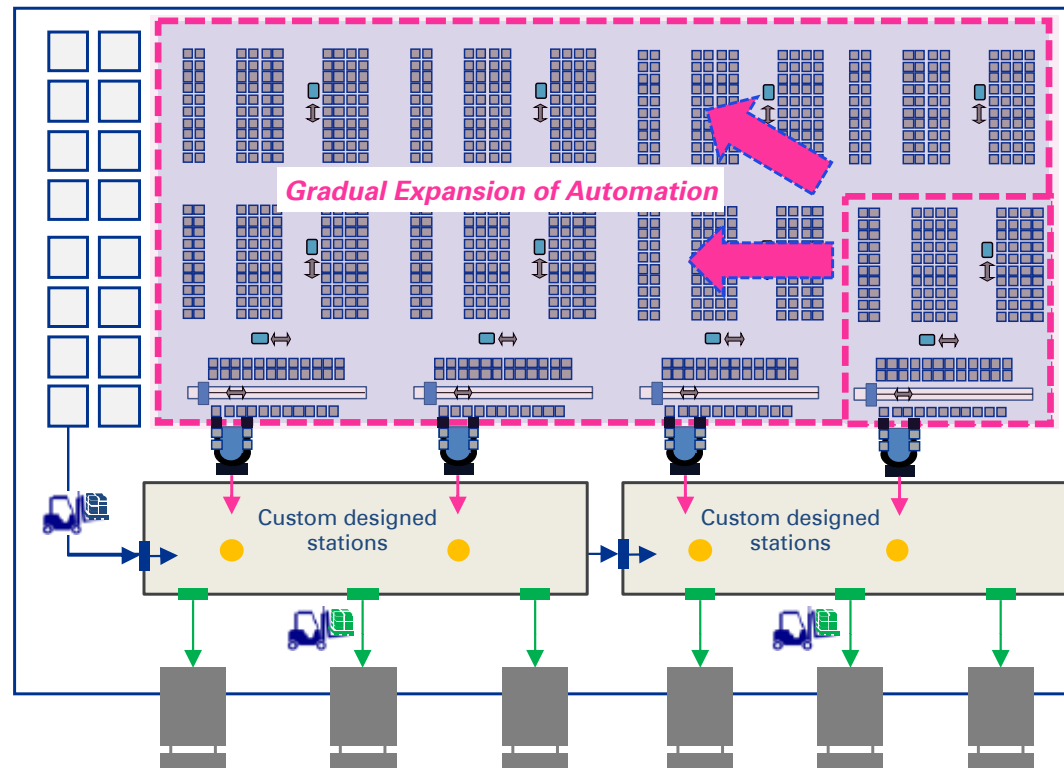 Gradual Expansion of Automation
Custom designed
stations
Custom designed
stations